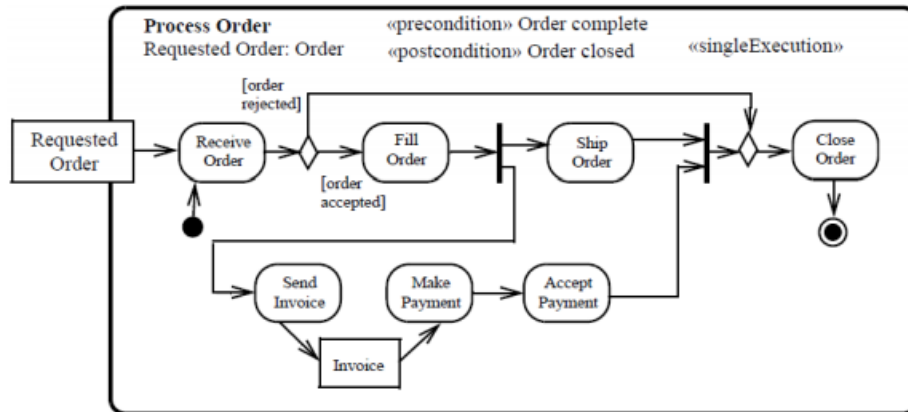 Process Order
«precondition» Order complete
Requested Order: Order
«postcondition» Order closed
«singleExecution»
[order
rejected]
Requested
Order
Receive
Order
Fill
Order
Ship
Order
Close
Order
[order
accepted]
Send
Invoice
Make
Payment
Accept
Payment
Invoice